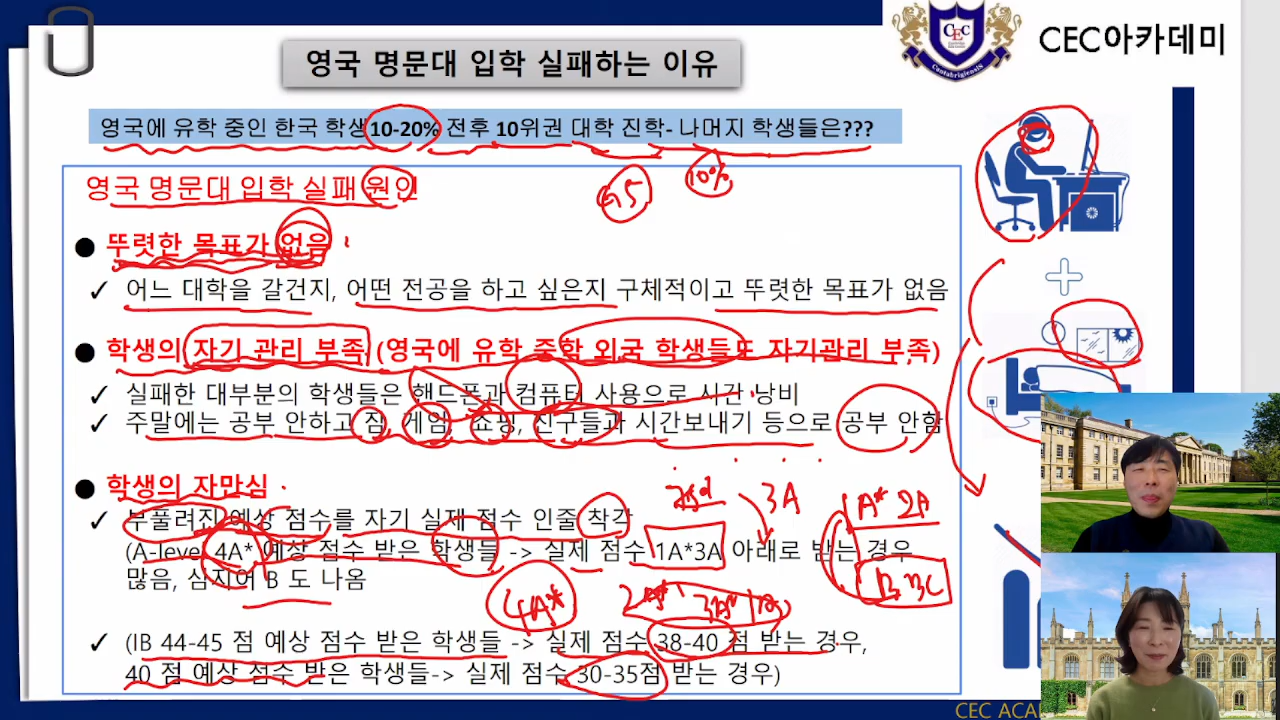 영국 명문대 입학 실패하는 이유
CEC
Cantabrigiensis
CEC아카데미
영국에 유학 중인 한국 학생 10-20% 전후 10위권 대학 진학- 나머지 학생들은???
영국 명문대 입학 실패 원인
95
10%
● 뚜렷한 목표가 없음
✓ 어느 대학을 갈건지, 어떤 전공을 하고 싶은지 구체적이고 뚜렷한 목표가 없음
● 학생의 자기 관리 부족 (영국에 유학 중학 외국 학생들도 자기관리 부족)
✓ 실패한 대부분의 학생들은 핸드폰과 컴퓨터 사용으로 시간 낭비
✓ 주말에는 공부 안하고 잠, 게임, 쇼핑, 친구들과 시간보내기 등으로 공부 안함
● 학생의 자만심
3A
1A* 2A
✓ 부풀려진 예상 점수를 자기 실제 점수 인줄 착각
(A-level 4A* 예상 점수 받은 학생들 -> 실제 점수 1A*3A 아래로 받는 경우
많음, 심지어 B 도 나옴
4A*
✓ (IB 44-45 점 예상 점수 받은 학생들 -> 실제 점수 38-40 점 받는 경우,
40 점 예상 점수 받은 학생들-> 실제 점수 30-35점 받는 경우)
CEC ACA